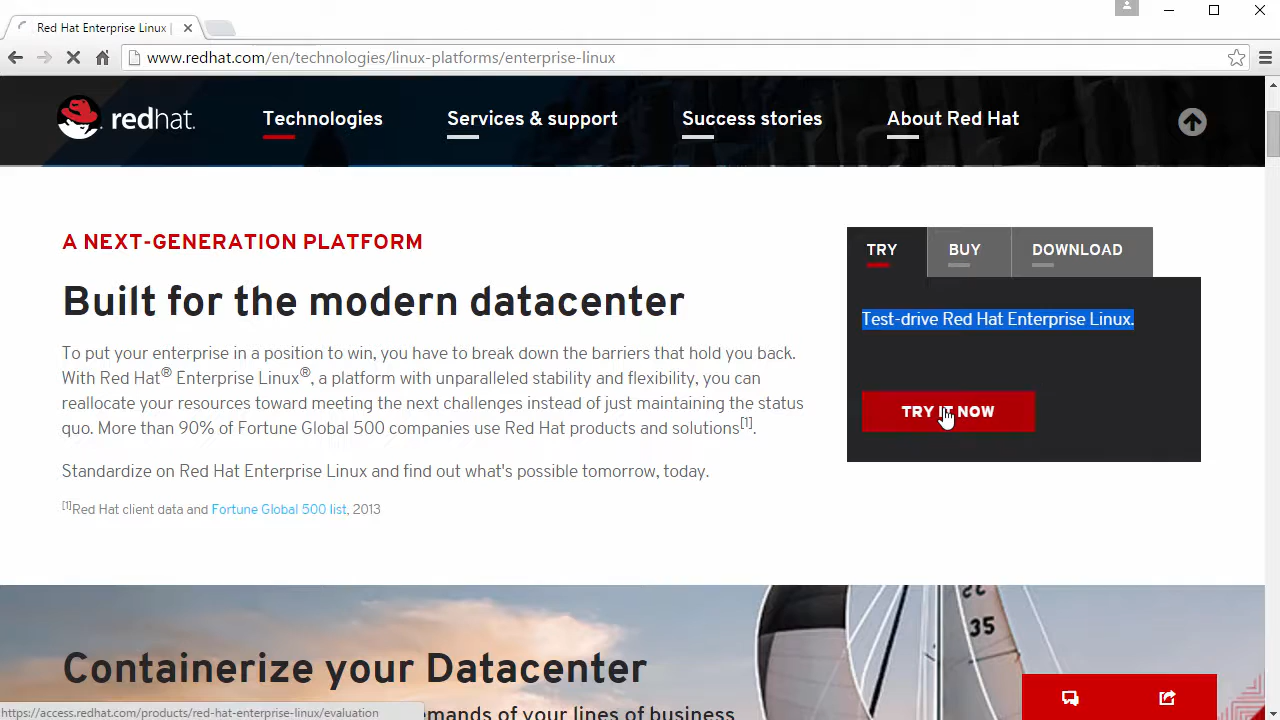 Red Hat Enterprise Linux |
www.redhat.com/en/technologies/linux-platforms/enterprise-linux
redhat.
Technologies
Services & support
Success stories
About Red Hat
A NEXT-GENERATION PLATFORM
Built for the modern datacenter
To put your enterprise in a position to win, you have to break down the barriers that hold you back.
With Red Hat® Enterprise Linux®, a platform with unparalleled stability and flexibility, you can
reallocate your resources toward meeting the next challenges instead of just maintaining the status
quo. More than 90% of Fortune Global 500 companies use Red Hat products and solutions[1].
Standardize on Red Hat Enterprise Linux and find out what's possible tomorrow, today.
[1]Red Hat client data and Fortune Global 500 list, 2013
TRY
BUY
DOWNLOAD
Test-drive Red Hat Enterprise Linux.
TRY IT NOW
35
Containerize your Datacenter
emands of your lines of business
https://access.redhat.com/products/red-hat-enterprise-linux/evaluation